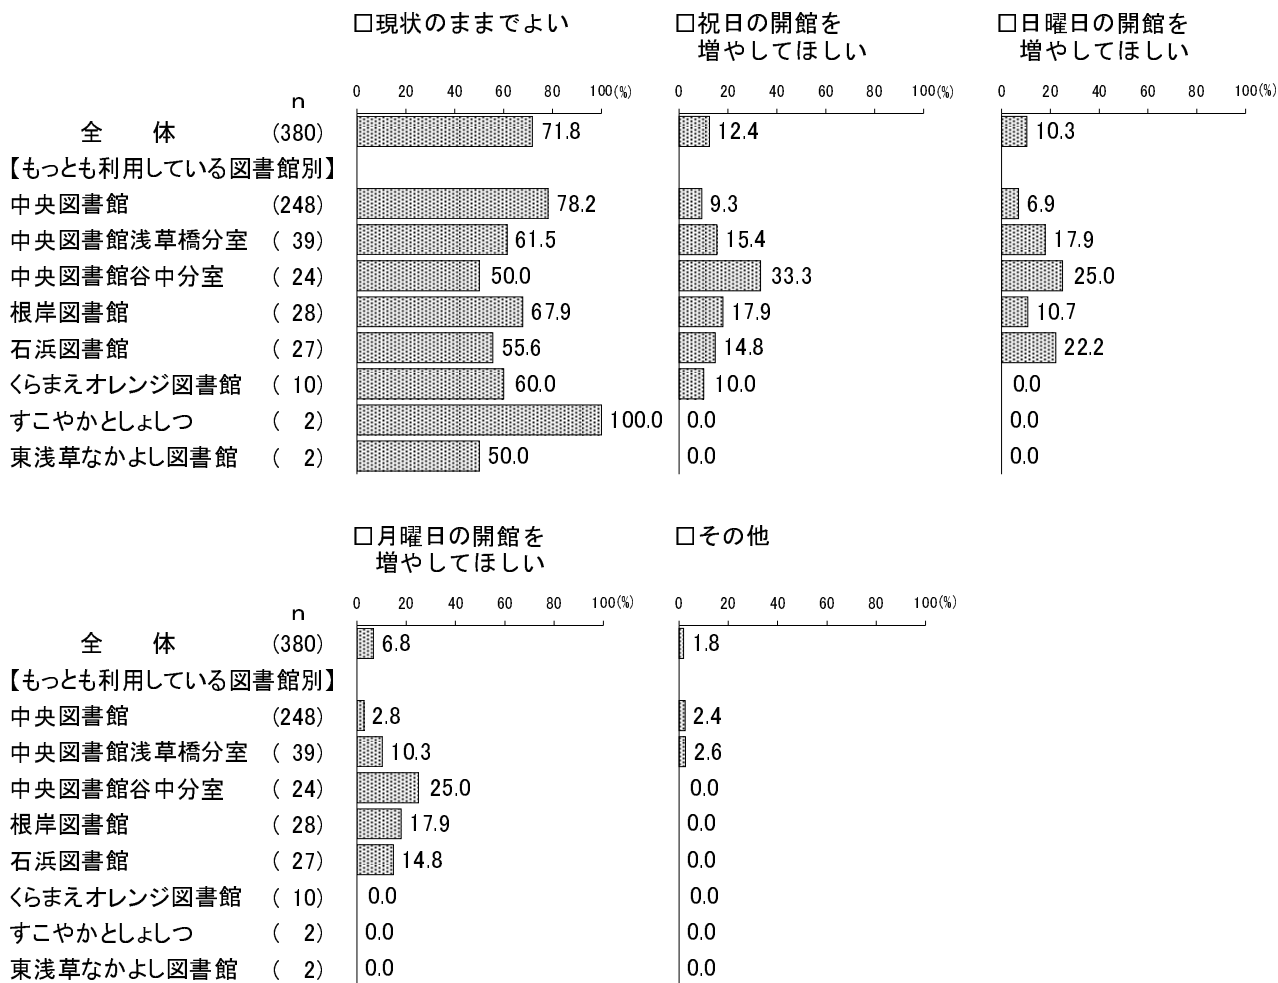 □現状のままでよい □祝日の開館を □日曜日の開館を
増やしてほしい 増やしてほしい
0 20 40 60 80 100(%) 0 20 40 60 80 100(%) 0 20 40 60 80 100(%)
n
全 体 (380) 71.8 12.4 10.3
【もっとも利用している図書館別】
中央図書館 (248) 78.2 9.3 6.9
中央図書館浅草橋分室 ( 39) 61.5 15.4 17.9
中央図書館谷中分室 ( 24) 50.0 33.3 25.0
根岸図書館 ( 28) 67.9 17.9 10.7
石浜図書館 ( 27) 55.6 14.8 22.2
くらまえオレンジ図書館 ( 10) 60.0 10.0 0.0
すこやかとしょしつ ( 2) 100.0 0.0 0.0
東浅草なかよし図書館 ( 2) 50.0 0.0 0.0
□月曜日の開館を □その他
増やしてほしい
0 20 40 60 80 100(%) 0 20 40 60 80 100(%)
n
全 体 (380) 6.8 1.8
【もっとも利用している図書館別】
中央図書館 (248) 2.8 2.4
中央図書館浅草橋分室 ( 39) 10.3 2.6
中央図書館谷中分室 ( 24) 25.0 0.0
根岸図書館 ( 28) 17.9 0.0
石浜図書館 ( 27) 14.8 0.0
くらまえオレンジ図書館 ( 10) 0.0 0.0
すこやかとしょしつ ( 2) 0.0 0.0
東浅草なかよし図書館 ( 2) 0.0 0.0